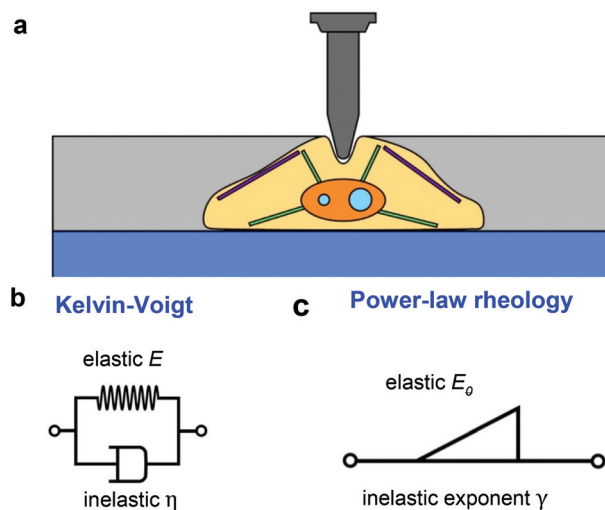 a
b Kelvin-Voigt
c Power-law rheology
elastic E
inelastic η
elastic E₀
inelastic exponent γ